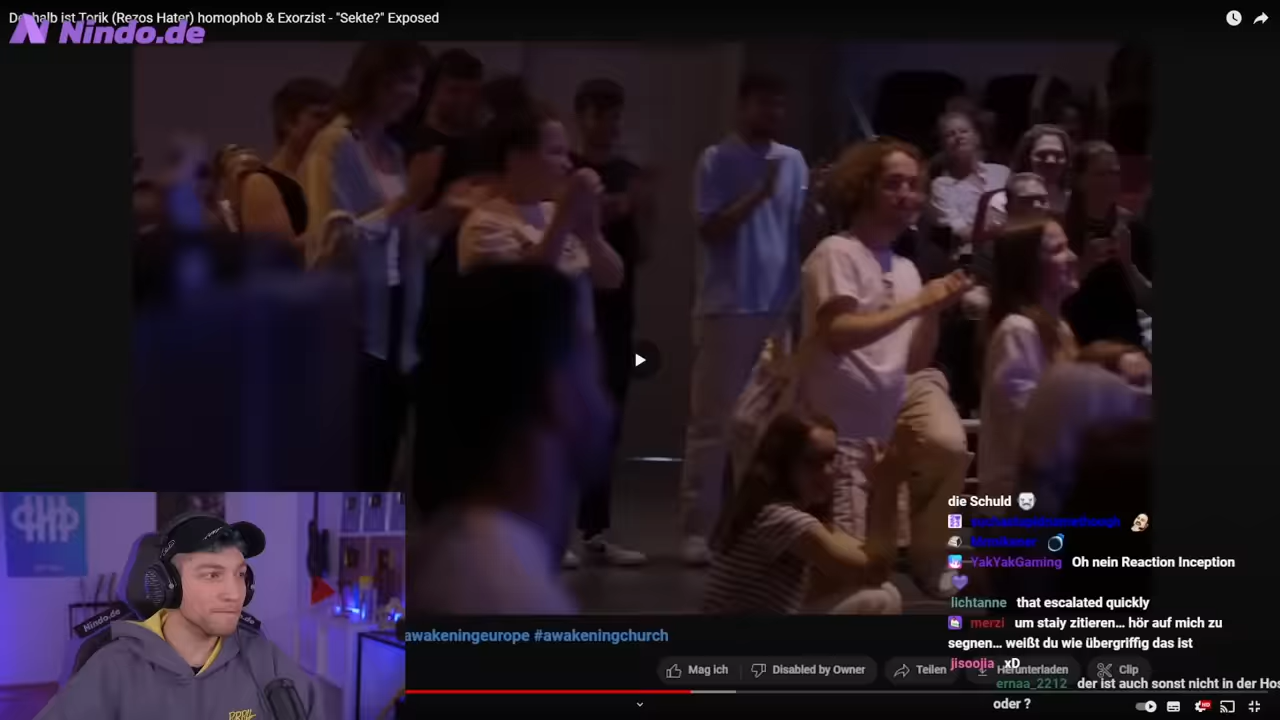 Deshalb ist Torik (Rezos Hater) homophob & Exorzist - "Sekte?" Exposed
Nindo.de
die Schuld
YakYakGaming Oh nein Reaction Inception
lichtanne that escalated quickly
merzi um staiy zitieren… hör auf mich zu
segnen… weißt du wie übergriffig das ist
awakeningeurope #awakeningchurch
jisoojia xD
Mag ich
Disabled by Owner
Teilen
Herunterladen
Clip
ernaa_2212 der ist auch sonst nicht in der Hos
oder ?
Nindo.de
HD